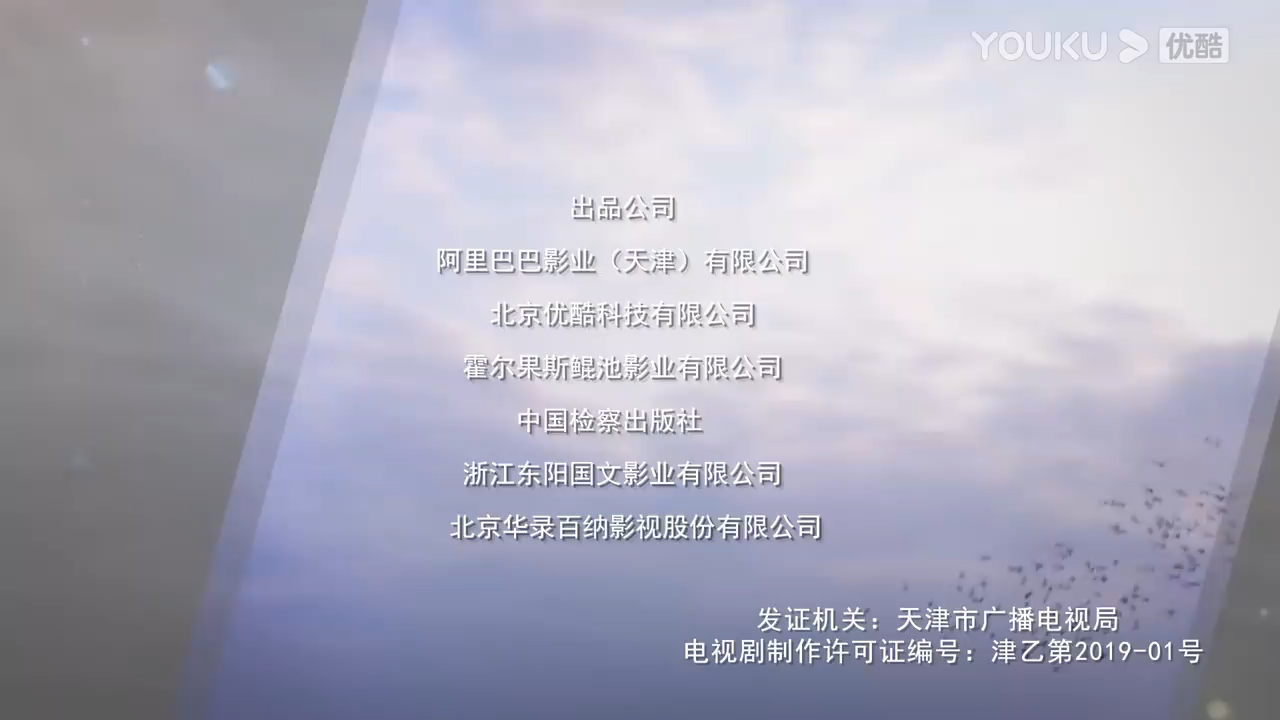 YOUKU 优酷
出品公司
阿里巴巴影业（天津）有限公司
北京优酷科技有限公司
霍尔果斯鲲池影业有限公司
中国检察出版社
浙江东阳国文影业有限公司
北京华录百纳影视股份有限公司
发证机关：天津市广播电视局
电视剧制作许可证编号：津乙第2019-01号